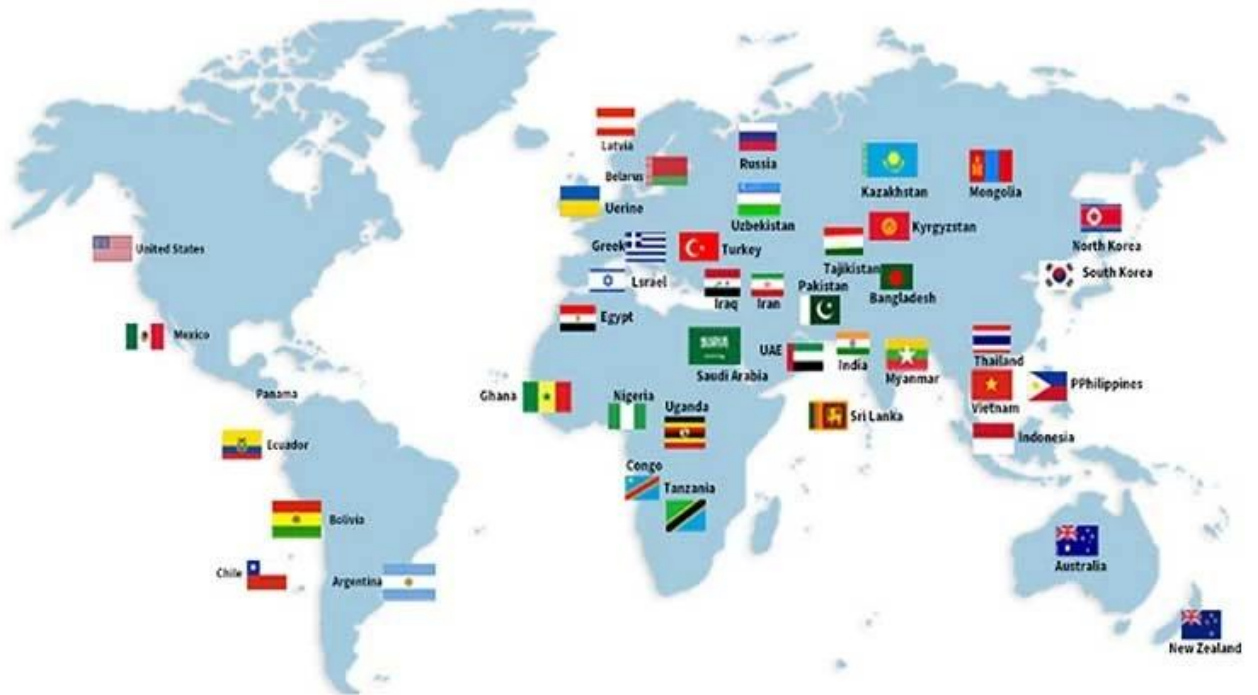 Latvia
Russia
Belarus
Kazakhstan
Mongolia
Uerine
Uzbekistan
Kyrgyzstan
North Korea
United States
Greek
Turkey
Tajikistan
South Korea
Lsrael
Iraq
Iran
Pakistan
Bangladesh
Egypt
Mexico
UAE
India
Thailand
Saudi Arabia
Myanmar
PPhilippines
Panama
Ghana
Nigeria
Uganda
Vietnam
Sri Lanka
Ecuador
Indonesia
Congo
Tanzania
Bolivia
Australia
Chile
Argentina
New Zealand